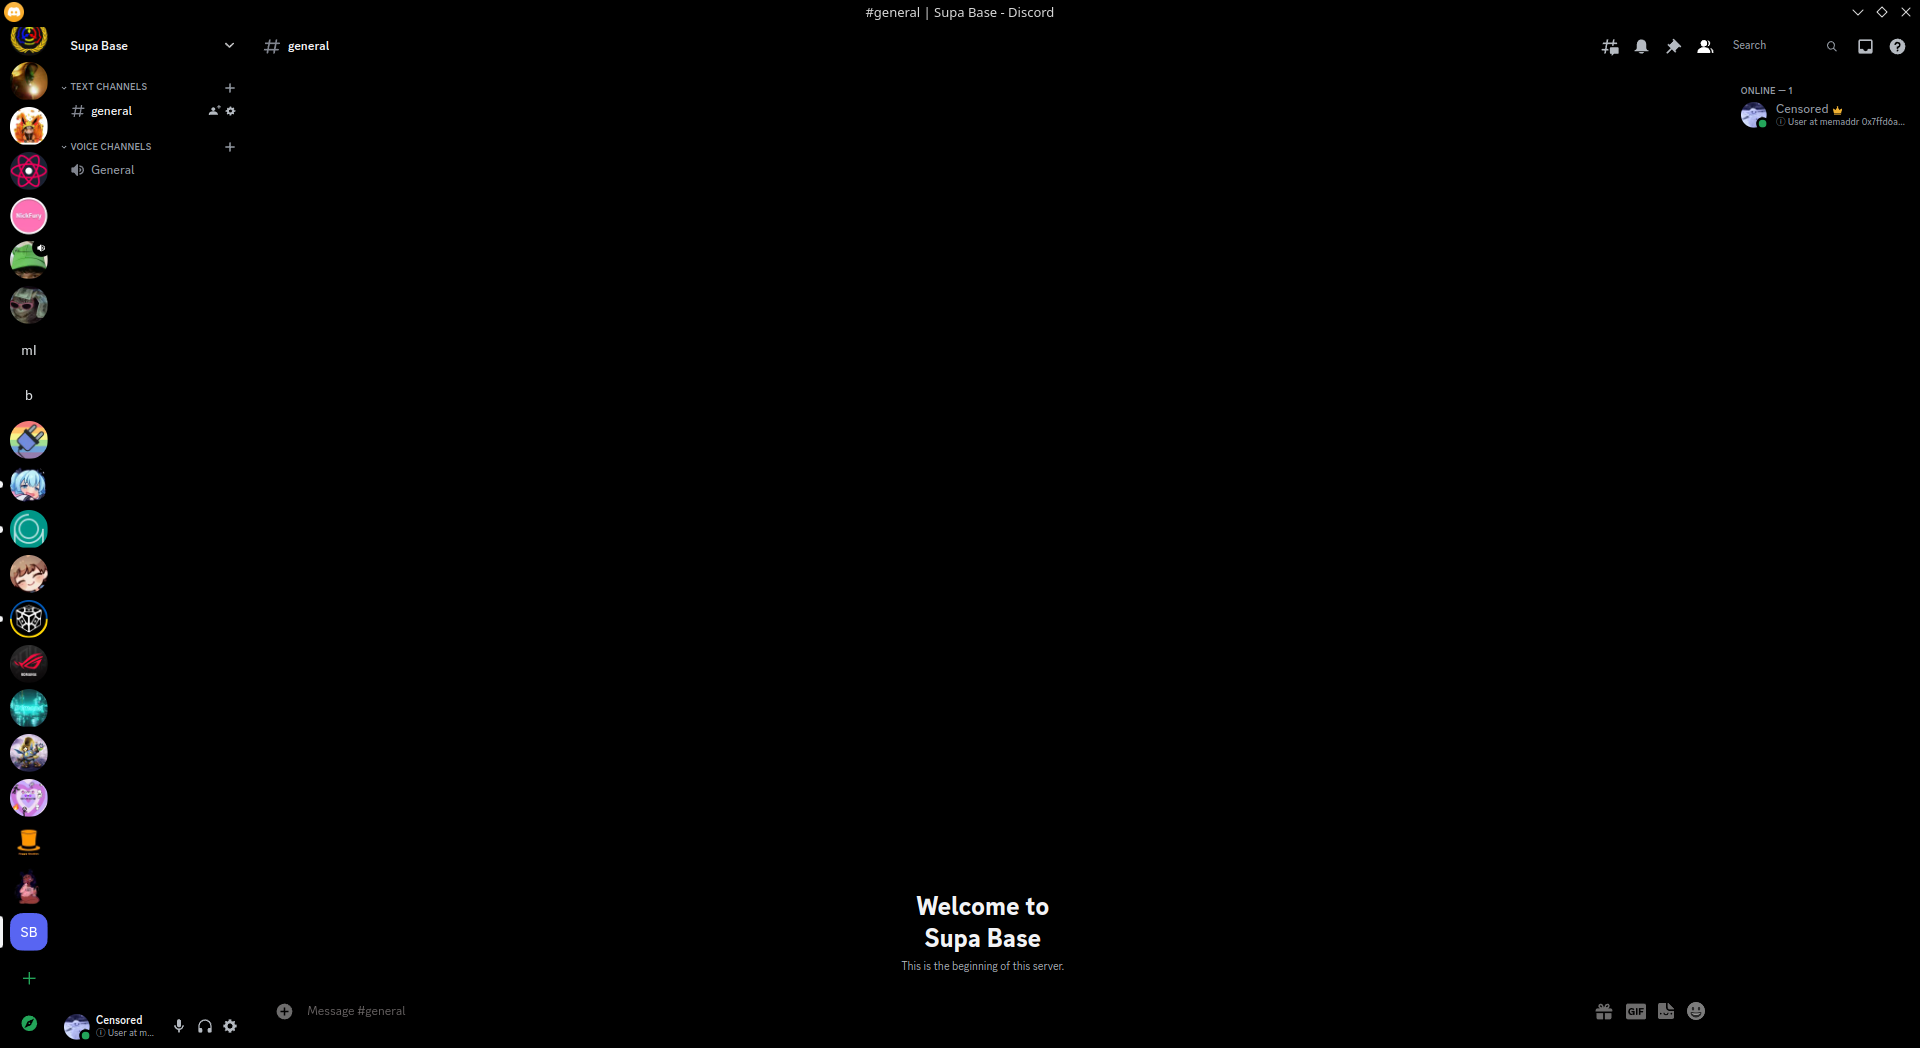 #general | Supa Base - Discord
Supa Base
general
Search
TEXT CHANNELS
general
VOICE CHANNELS
General
ONLINE — 1
Censored
User at memaddr 0x7ffd6a...
ml
b
SB
Welcome to
Supa Base
This is the beginning of this server.
Message #general
GIF
Censored
User at m...